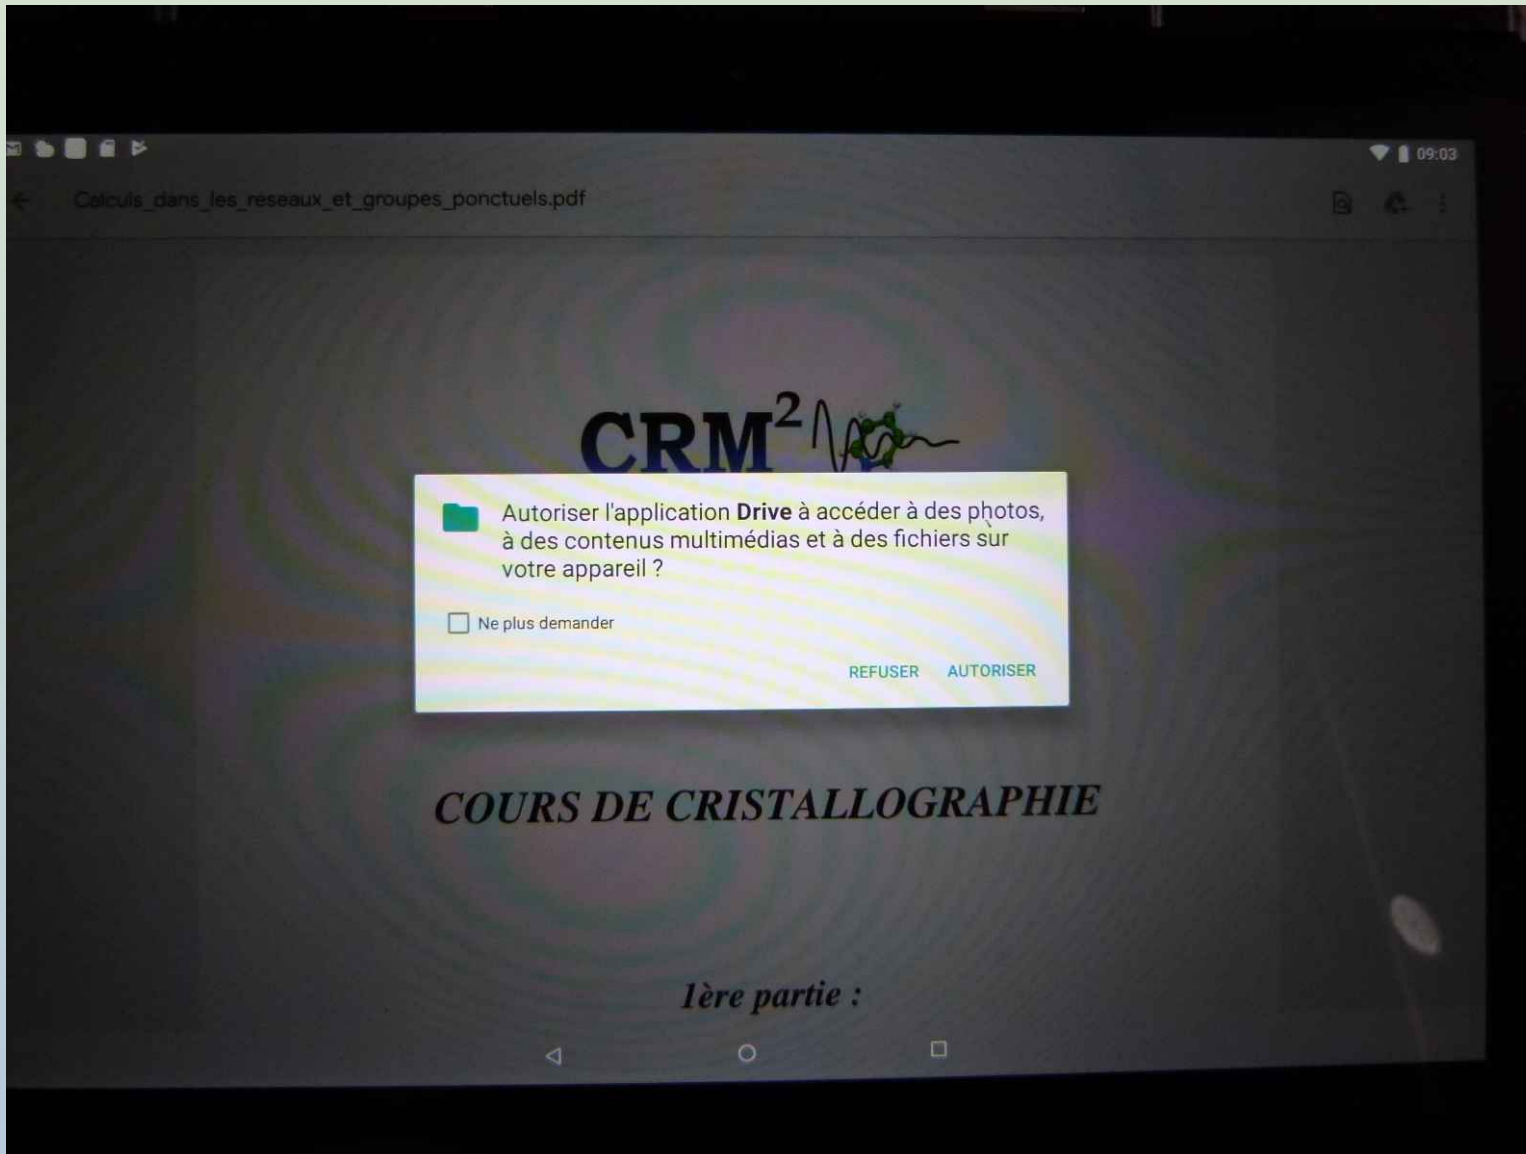 09:03
Calculs_dans_les_reseaux_et_groupes_ponctuels.pdf
CRM²
Autoriser l'application Drive à accéder à des photos,
à des contenus multimédias et à des fichiers sur
votre appareil ?
Ne plus demander
REFUSER AUTORISER
COURS DE CRISTALLOGRAPHIE
1ère partie :